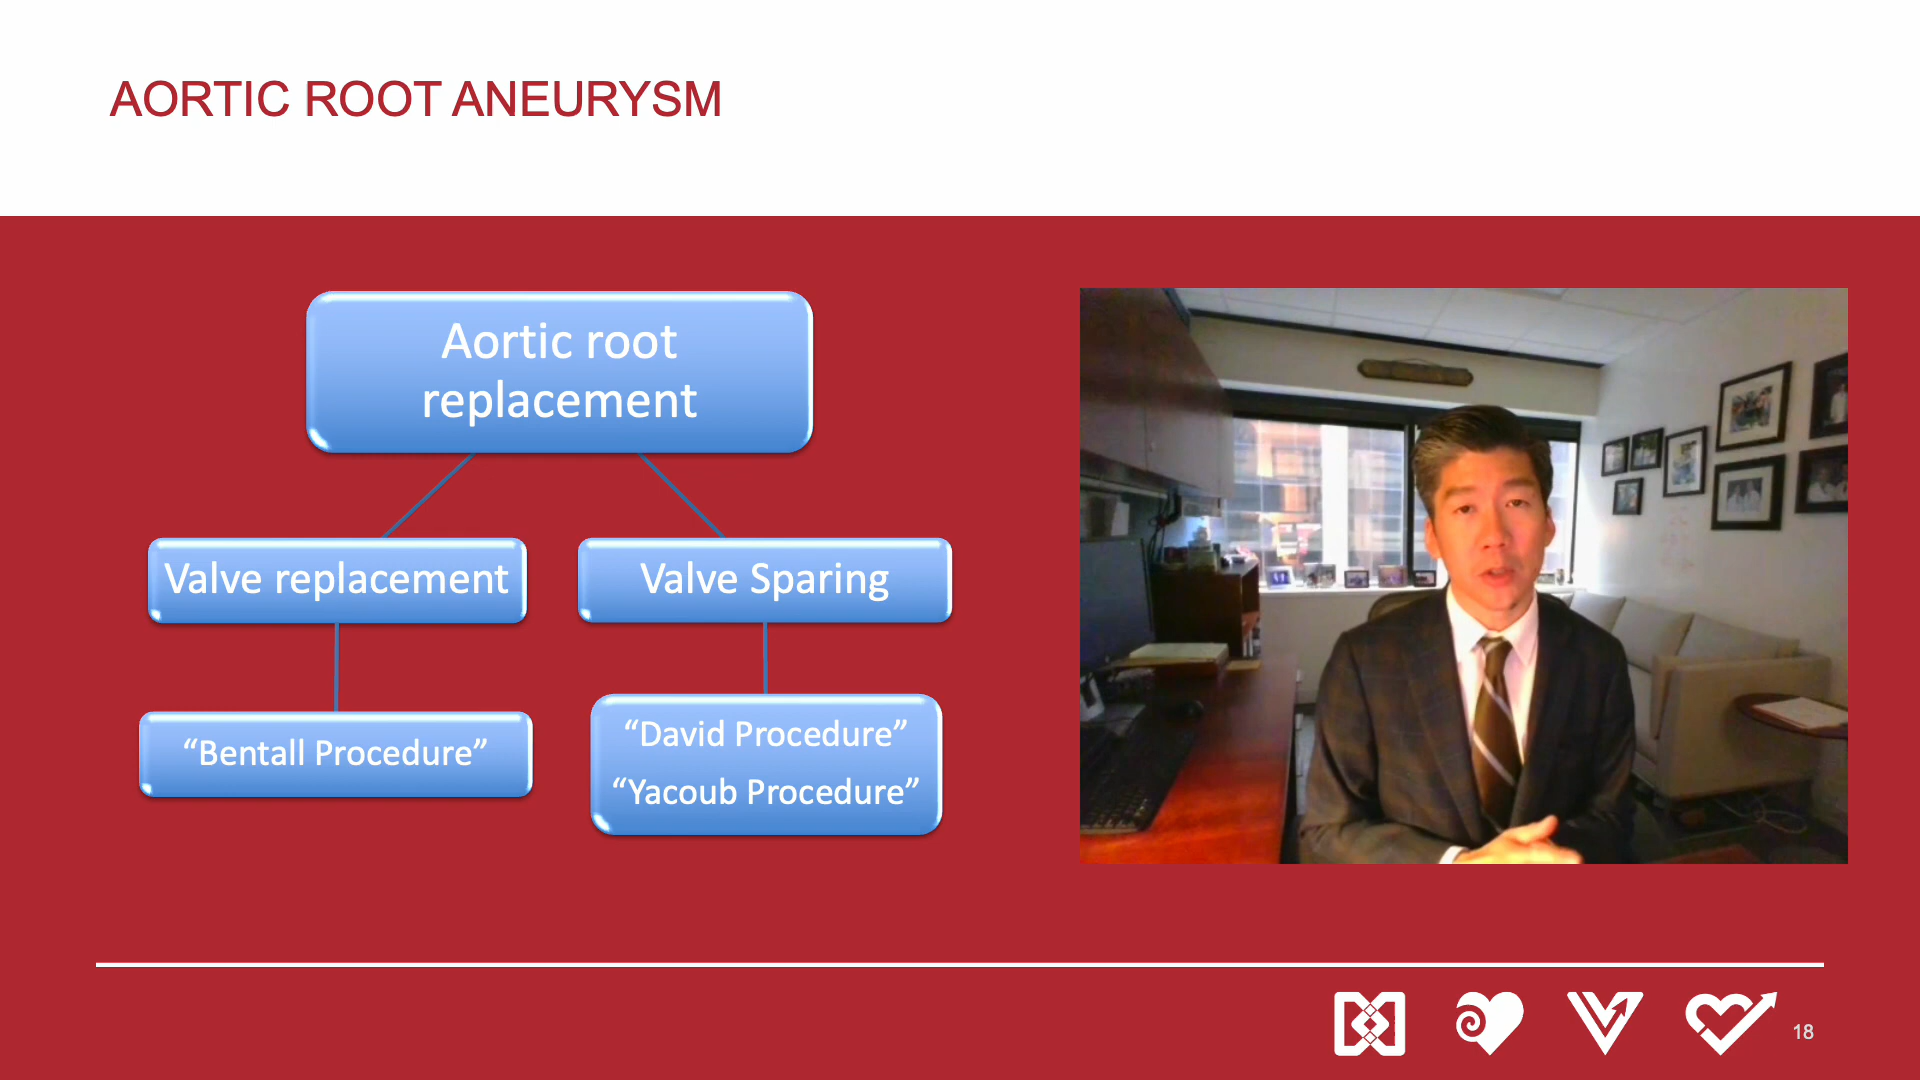 AORTIC ROOT ANEURYSM
Aortic root
replacement
Valve replacement
Valve Sparing
“Bentall Procedure”
“David Procedure”
“Yacoub Procedure”
18